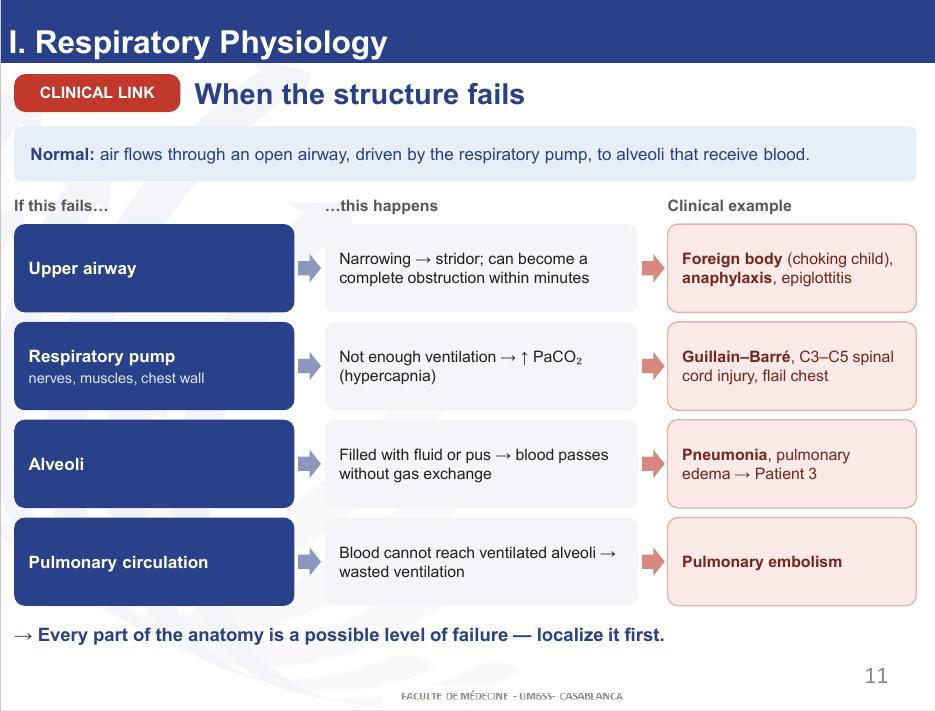 I. Respiratory Physiology
CLINICAL LINK
When the structure fails
Normal: air flows through an open airway, driven by the respiratory pump, to alveoli that receive blood.
If this fails…
…this happens
Clinical example
Upper airway
Narrowing → stridor; can become a
complete obstruction within minutes
Foreign body (choking child),
anaphylaxis, epiglottitis
Respiratory pump
nerves, muscles, chest wall
Not enough ventilation → ↑ PaCO₂
(hypercapnia)
Guillain–Barré, C3–C5 spinal
cord injury, flail chest
Alveoli
Filled with fluid or pus → blood passes
without gas exchange
Pneumonia, pulmonary
edema → Patient 3
Pulmonary circulation
Blood cannot reach ventilated alveoli →
wasted ventilation
Pulmonary embolism
→ Every part of the anatomy is a possible level of failure — localize it first.
11
FACULTE DE MÉDECINE - UM6SS- CASABLANCA